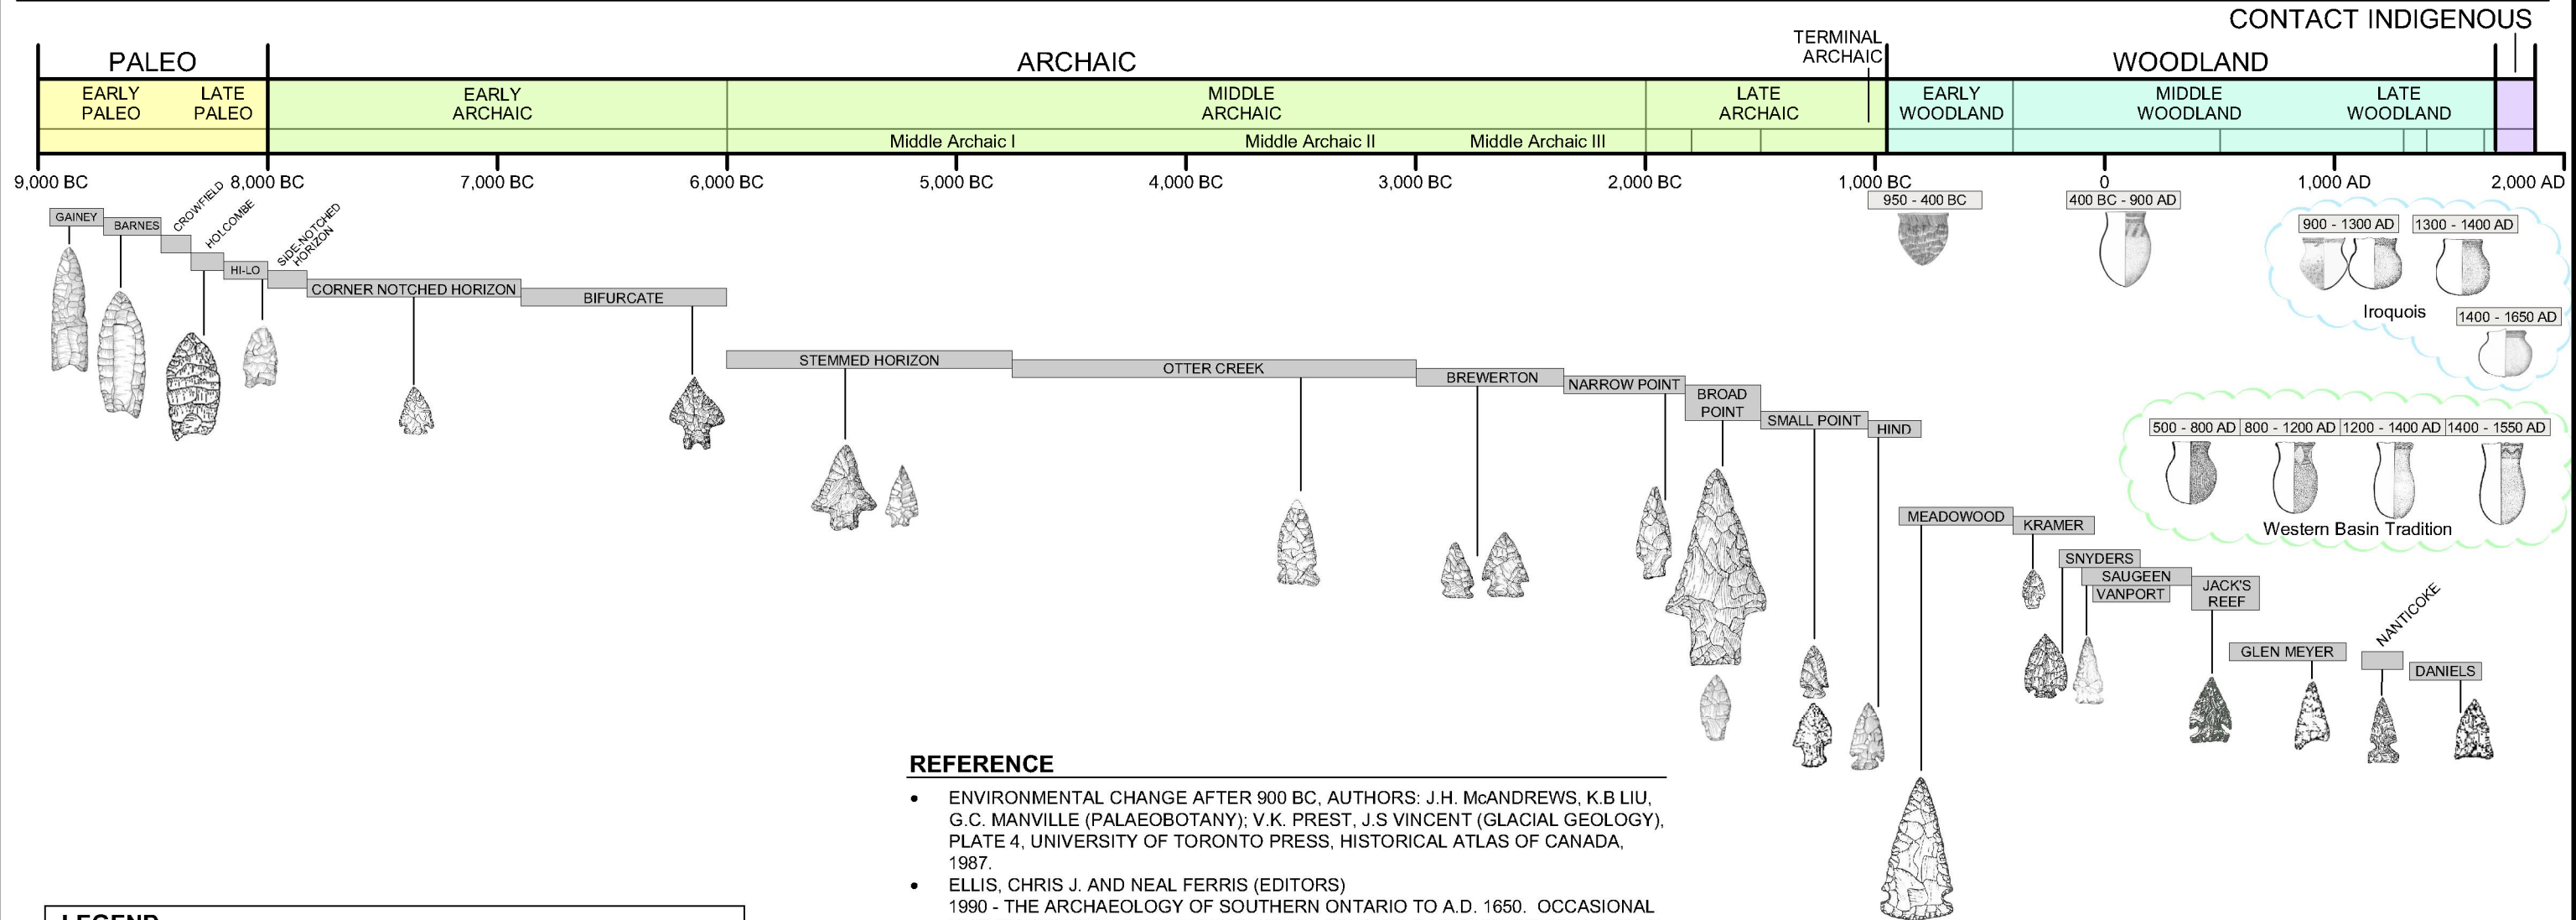 CONTACT INDIGENOUS
PALEO
ARCHAIC
TERMINAL
ARCHAIC
WOODLAND
EARLY
PALEO
LATE
PALEO
EARLY
ARCHAIC
MIDDLE
ARCHAIC
LATE
ARCHAIC
EARLY
WOODLAND
MIDDLE
WOODLAND
LATE
WOODLAND
Middle Archaic I
Middle Archaic II
Middle Archaic III
9,000 BC
8,000 BC
7,000 BC
6,000 BC
5,000 BC
4,000 BC
3,000 BC
2,000 BC
1,000 BC
0
1,000 AD
2,000 AD
GAINEY
BARNES
CROWFIELD
HOLCOMBE
HI-LO
SIDE-NOTCHED
HORIZON
CORNER NOTCHED HORIZON
BIFURCATE
STEMMED HORIZON
OTTER CREEK
BREWERTON
NARROW POINT
BROAD
POINT
SMALL POINT
HIND
950 - 400 BC
400 BC - 900 AD
900 - 1300 AD
1300 - 1400 AD
Iroquois
1400 - 1650 AD
500 - 800 AD
800 - 1200 AD
1200 - 1400 AD
1400 - 1550 AD
Western Basin Tradition
MEADOWOOD
KRAMER
SNYDERS
SAUGEEN
VANPORT
JACK'S
REEF
GLEN MEYER
NANTICOKE
DANIELS
REFERENCE
• ENVIRONMENTAL CHANGE AFTER 900 BC, AUTHORS: J.H. McANDREWS, K.B LIU,
G.C. MANVILLE (PALAEOBOTANY); V.K. PREST, J.S VINCENT (GLACIAL GEOLOGY),
PLATE 4, UNIVERSITY OF TORONTO PRESS, HISTORICAL ATLAS OF CANADA,
1987.
• ELLIS, CHRIS J. AND NEAL FERRIS (EDITORS)
1990 - THE ARCHAEOLOGY OF SOUTHERN ONTARIO TO A.D. 1650. OCCASIONAL
LEGEND